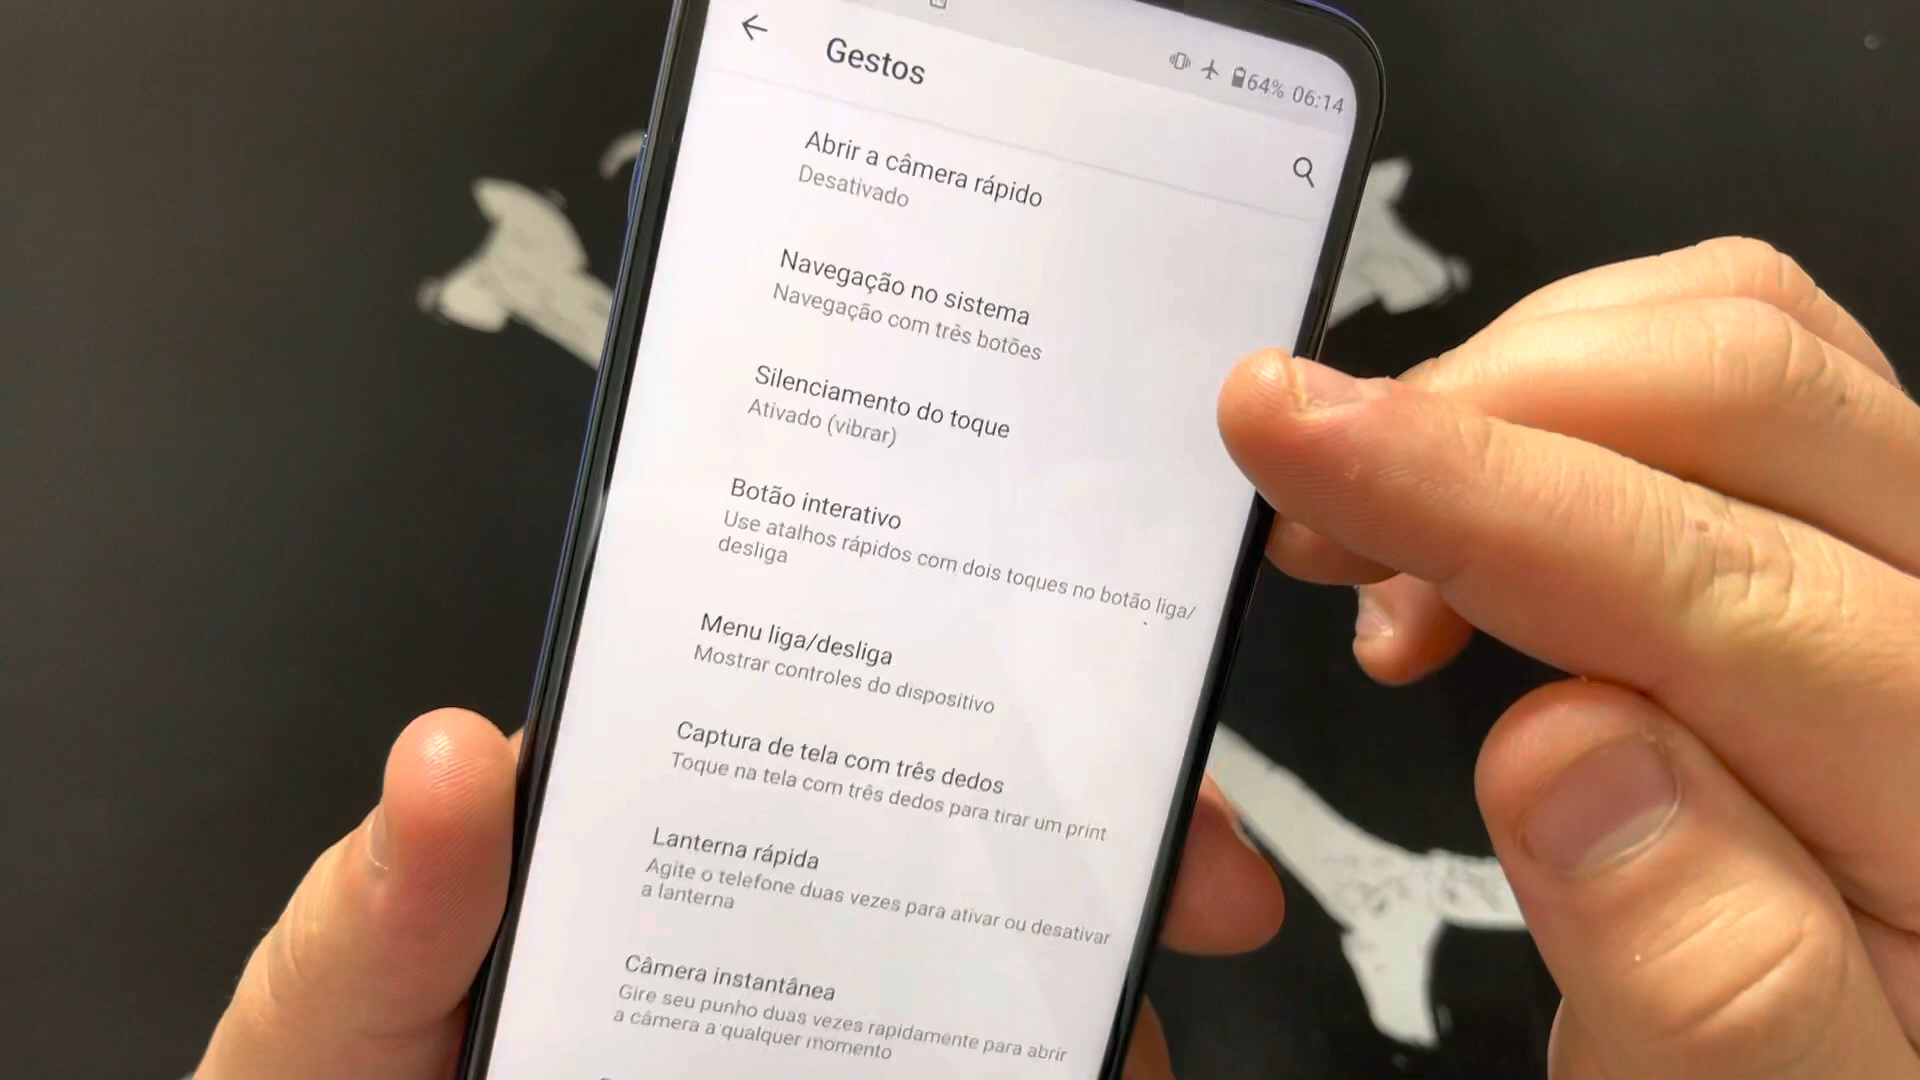 64% 06:14
Gestos
Abrir a câmera rápido
Desativado
Navegação no sistema
Navegação com três botões
Silenciamento do toque
Ativado (vibrar)
Botão interativo
Use atalhos rápidos com dois toques no botão liga/
desliga
Menu liga/desliga
Mostrar controles do dispositivo
Captura de tela com três dedos
Toque na tela com três dedos para tirar um print
Lanterna rápida
Agite o telefone duas vezes para ativar ou desativar
a lanterna
Câmera instantânea
Gire seu punho duas vezes rapidamente para abrir
a câmera a qualquer momento